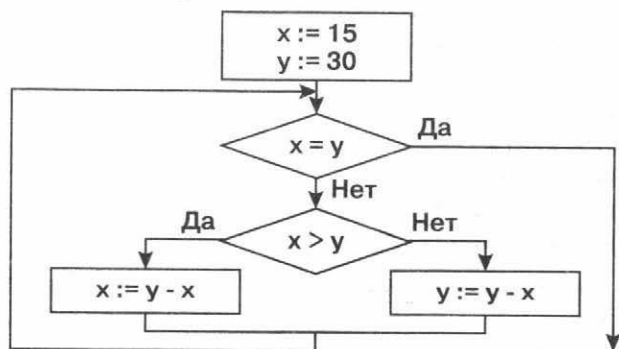 x := 15
y := 30
x = y
Да
Нет
Да
x > y
Нет
x := y - x
y := y - x